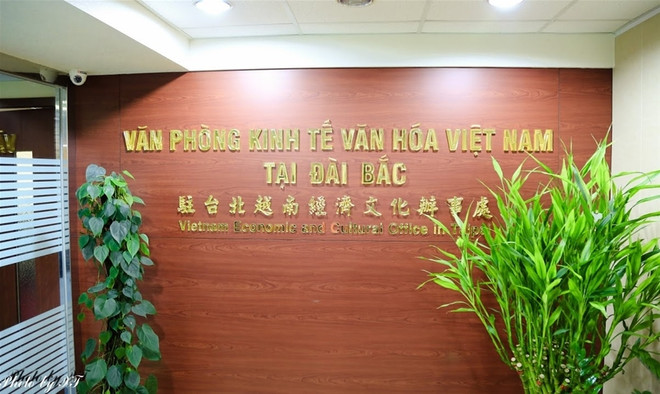 VĂN PHÒNG KINH TẾ VĂN HÓA VIỆT NAM
TẠI ĐÀI BẮC
駐台北越南經濟文化辦事處
Vietnam Economic and Cultural Office in
Photo by